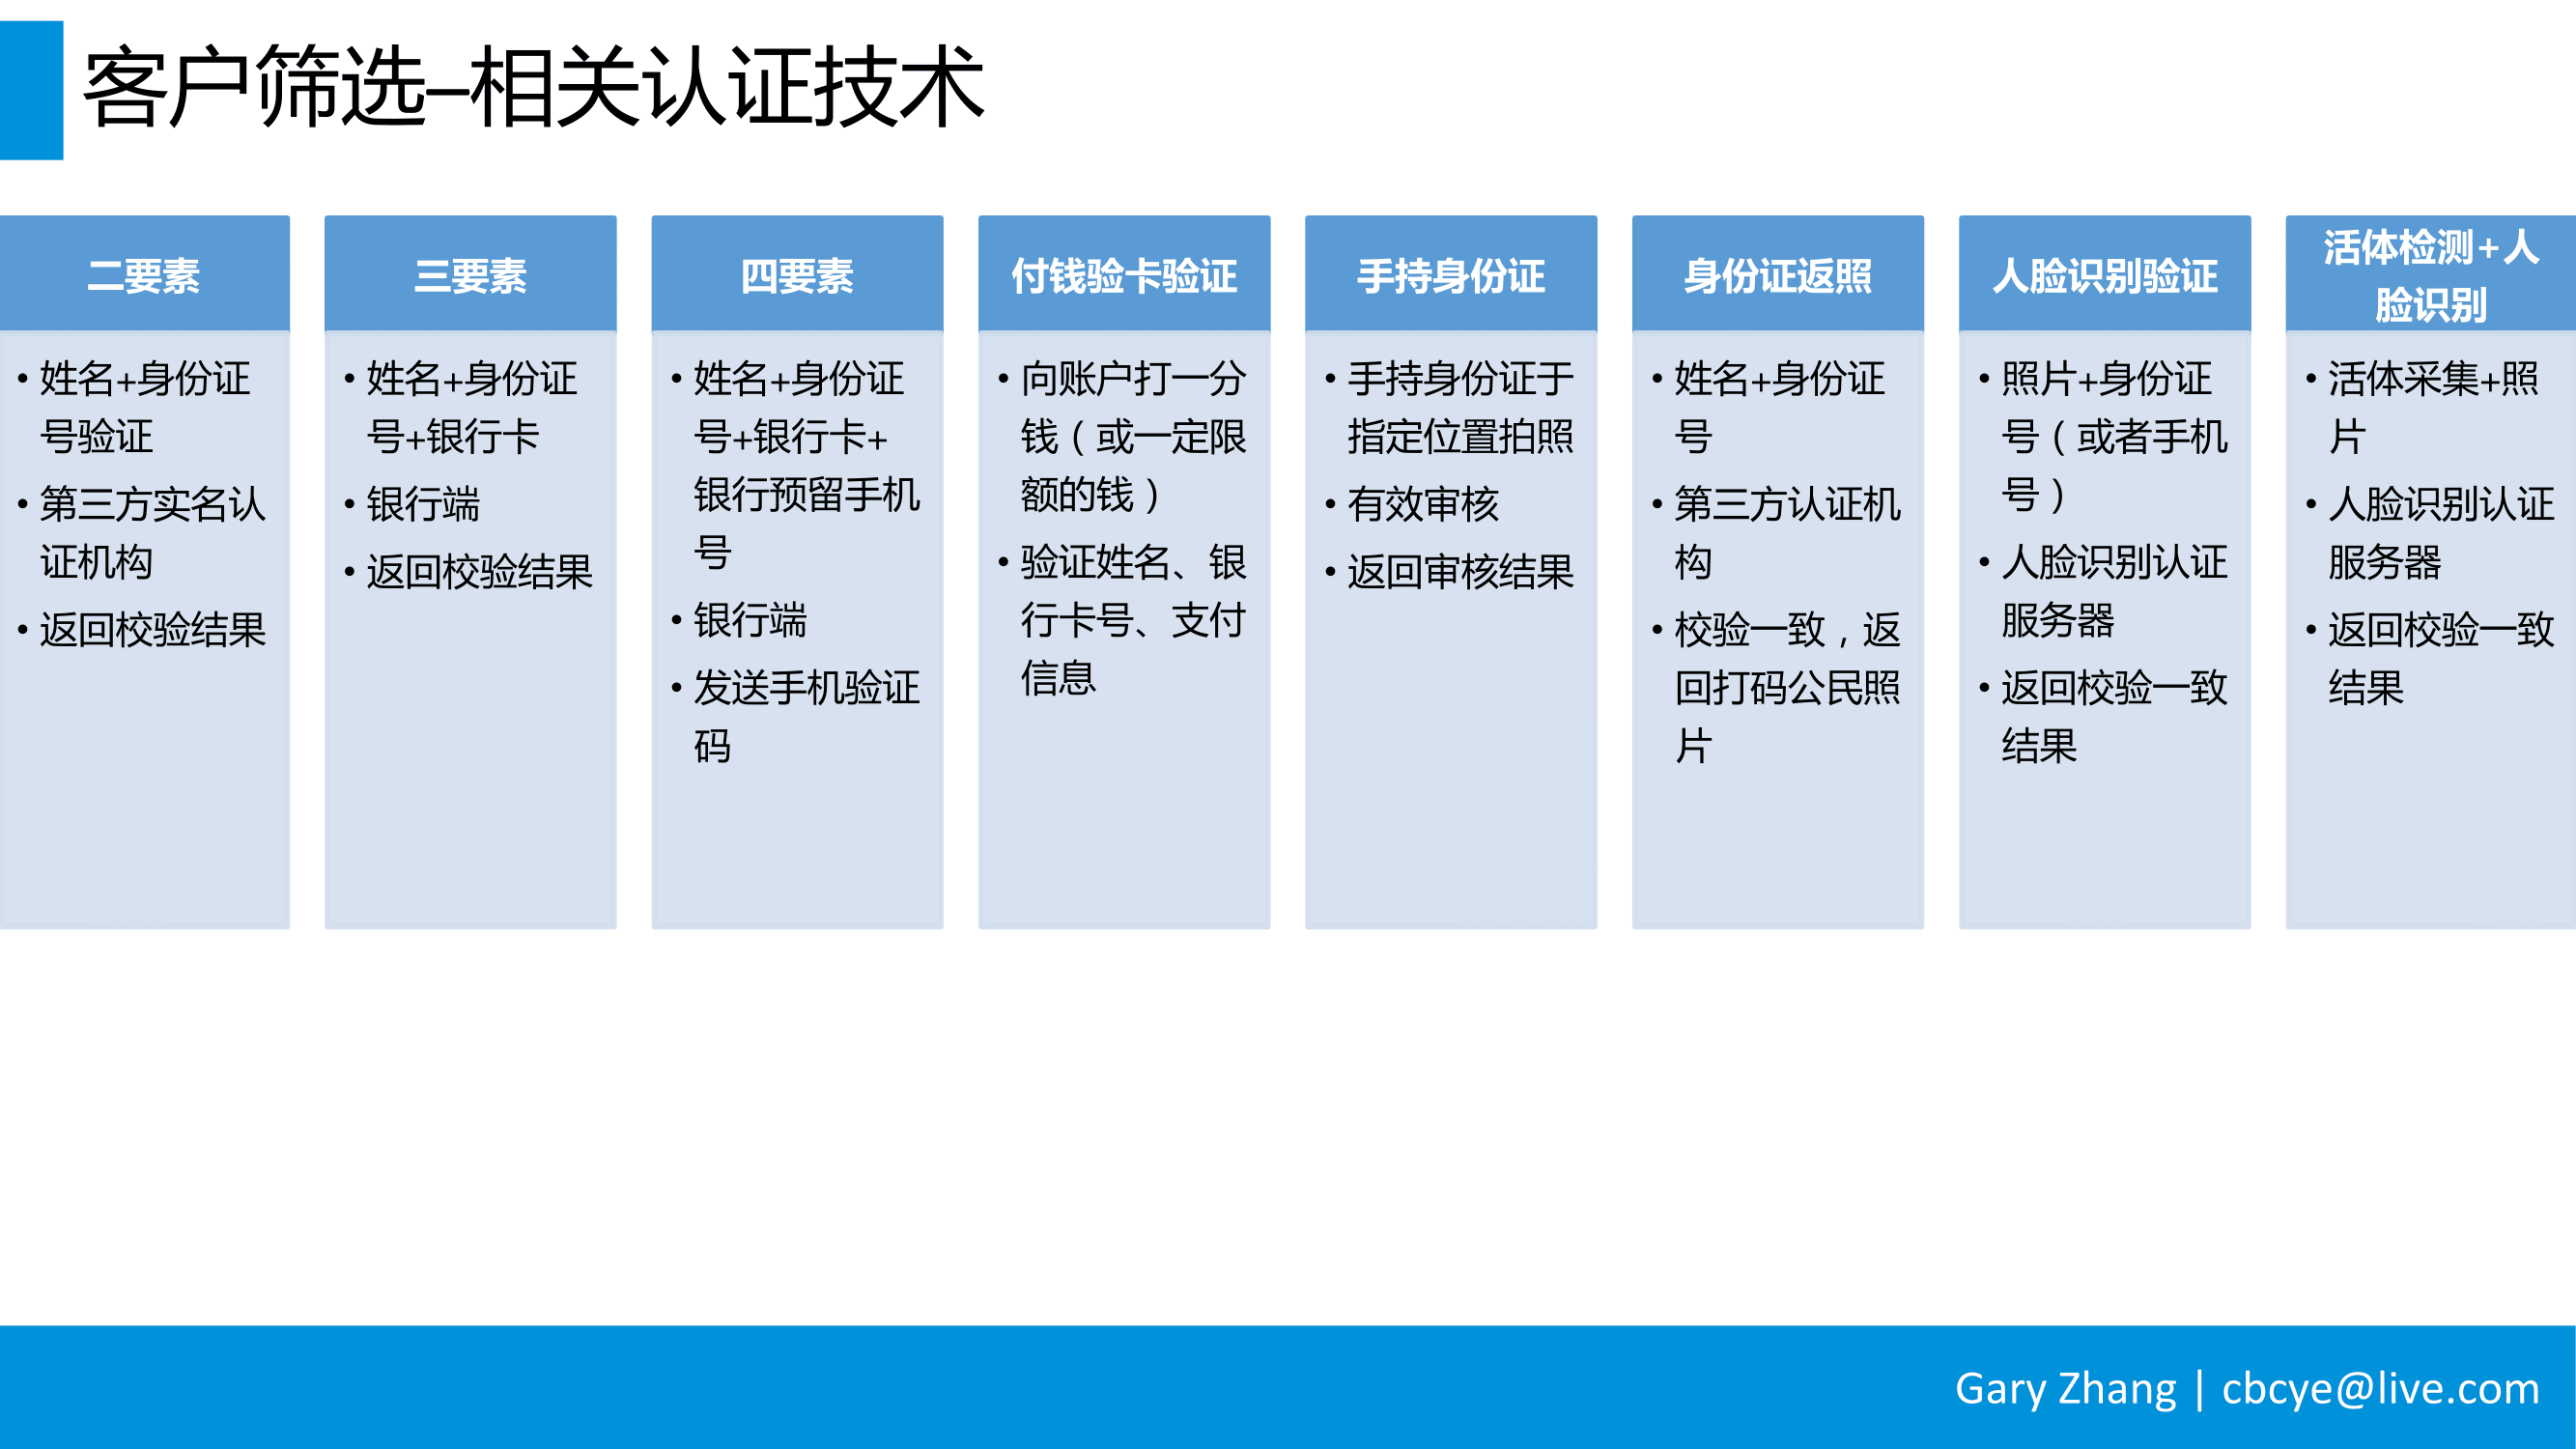 客户筛选–相关认证技术
二要素
• 姓名+身份证
号验证
• 第三方实名认
证机构
• 返回校验结果
三要素
• 姓名+身份证
号+银行卡
• 银行端
• 返回校验结果
四要素
• 姓名+身份证
号+银行卡+
银行预留手机
号
• 银行端
• 发送手机验证
码
付钱验卡验证
• 向账户打一分
钱（或一定限
额的钱）
• 验证姓名、银
行卡号、支付
信息
手持身份证
• 手持身份证于
指定位置拍照
• 有效审核
• 返回审核结果
身份证返照
• 姓名+身份证
号
• 第三方认证机
构
• 校验一致，返
回打码公民照
片
人脸识别验证
• 照片+身份证
号（或者手机
号）
• 人脸识别认证
服务器
• 返回校验一致
结果
活体检测+人
脸识别
• 活体采集+照
片
• 人脸识别认证
服务器
• 返回校验一致
结果
Gary Zhang | cbcye@live.com